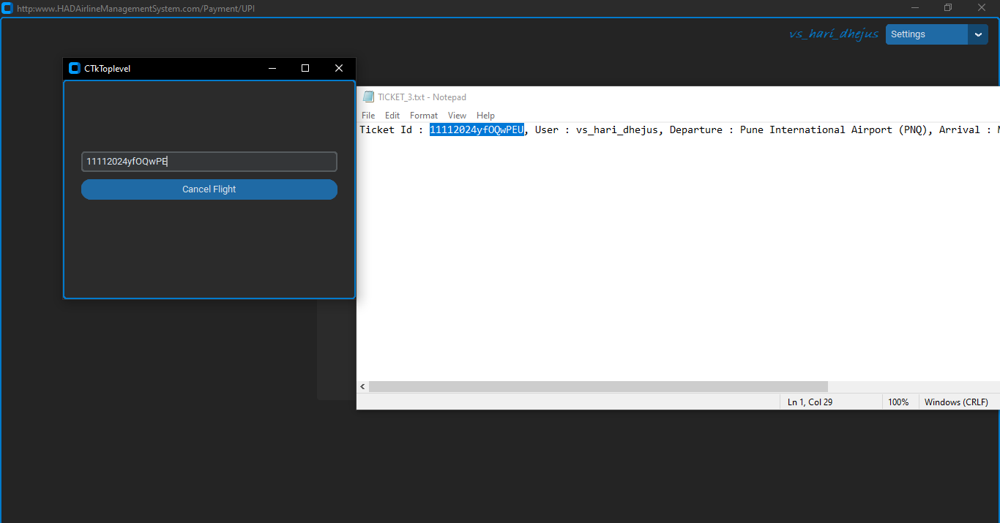 http:www.HADAirlineManagementSystem.com/Payment/UPI
vs_hari_dhejus
Settings
CTkToplevel
11112024yfOQwPE
Cancel Flight
TICKET_3.txt - Notepad
File Edit Format View Help
Ticket Id : 11112024yfOQwPEU, User : vs_hari_dhejus, Departure : Pune International Airport (PNQ), Arrival :
Ln 1, Col 29
100%
Windows (CRLF)